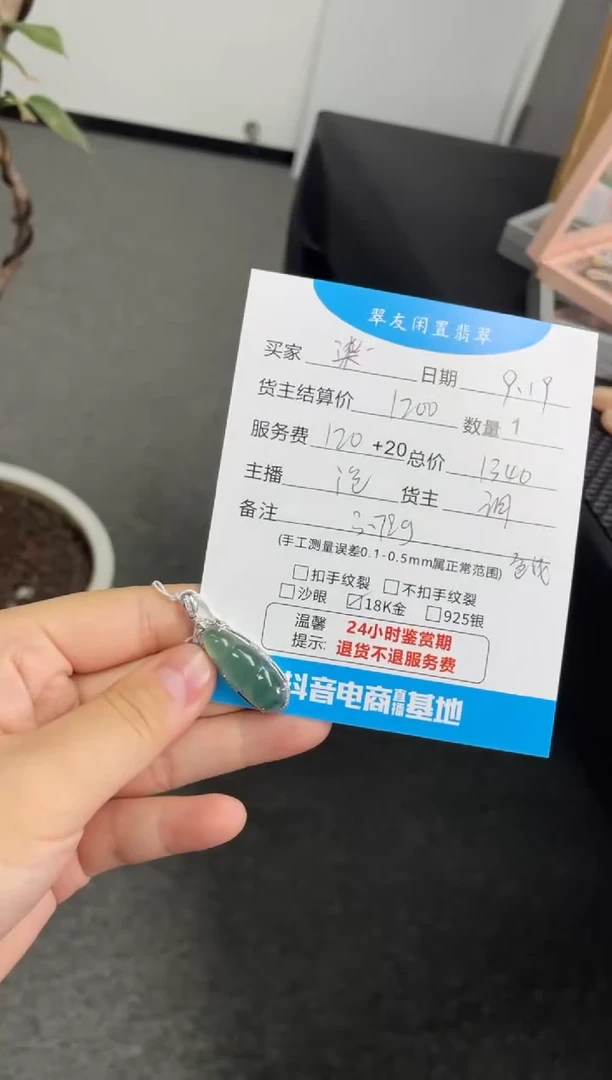 翠友闲置翡翠
买家 日期 9.19
货主结算价 1200 数量 1
服务费 120 +20总价 1340
主播 货主
备注
(手工测量误差0.1-0.5mm属正常范围)
☐扣手纹裂 ☐不扣手纹裂
☐沙眼 ☑18K金 ☐925银
温馨提示: 24小时鉴赏期
退货不退服务费
抖音电商直播基地